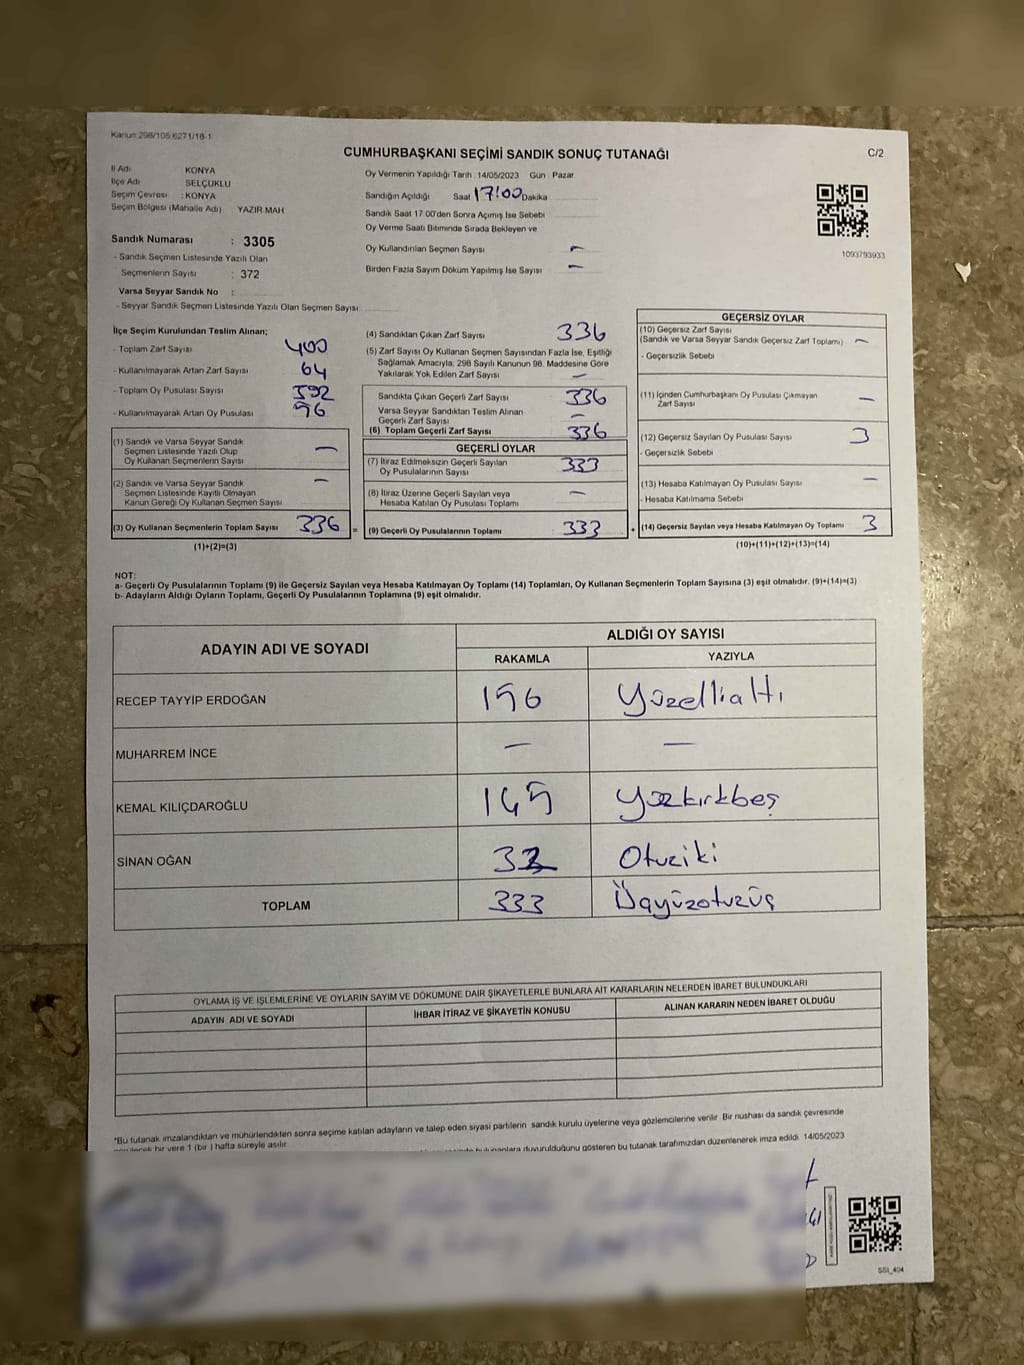 Kanun:298/105:6271/18-1
C/2
CUMHURBAŞKANI SEÇİMİ SANDIK SONUÇ TUTANAĞI
İl Adı : KONYA
İlçe Adı : SELÇUKLU
Seçim Çevresi : KONYA
Seçim Bölgesi (Mahalle Adı) YAZIR MAH
Sandık Numarası : 3305
- Sandık Seçmen Listesinde Yazılı Olan
Seçmenlerin Sayısı : 372
Varsa Seyyar Sandık No :
- Seyyar Sandık Seçmen Listesinde Yazılı Olan Seçmen Sayısı:
Oy Vermenin Yapıldığı Tarih : 14/05/2023 Gün Pazar
Sandığın Açıldığı Saat 17:00 Dakika
Sandık Saat 17.00'den Sonra Açımış İse Sebebi
Oy Verme Saati Bitiminde Sırada Bekleyen ve
Oy Kullandırılan Seçmen Sayısı —
Birden Fazla Sayım Döküm Yapılmış İse Sayısı —
1093793933
İlçe Seçim Kurulundan Teslim Alınan;
- Toplam Zarf Sayısı 400
- Kullanılmayarak Artan Zarf Sayısı 64
- Toplam Oy Pusulası Sayısı 392
- Kullanılmayarak Artan Oy Pusulası 96
(1) Sandık ve Varsa Seyyar Sandık
Seçmen Listesinde Yazılı Olup
Oy Kullanan Seçmenlerin Sayısı —
(2) Sandık ve Varsa Seyyar Sandık
Seçmen Listesinde Kayıtlı Olmayan
Kanun Gereği Oy Kullanan Seçmen Sayısı —
(3) Oy Kullanan Seçmenlerin Toplam Sayısı 336 =
(1)+(2)=(3)
(4) Sandıktan Çıkan Zarf Sayısı 336
(5) Zarf Sayısı Oy Kullanan Seçmen Sayısından Fazla İse, Eşitliği
Sağlamak Amacıyla, 298 Sayılı Kanunun 98. Maddesine Göre
Yakılarak Yok Edilen Zarf Sayısı —
Sandıkta Çıkan Geçerli Zarf Sayısı 336
Varsa Seyyar Sandıktan Teslim Alınan
Geçerli Zarf Sayısı —
(6) Toplam Geçerli Zarf Sayısı 336
GEÇERLİ OYLAR
(7) İtiraz Edilmeksizin Geçerli Sayılan
Oy Pusulalarının Sayısı 333
(8) İtiraz Üzerine Geçerli Sayılan veya
Hesaba Katılan Oy Pusulası Toplamı —
(9) Geçerli Oy Pusulalarının Toplamı 333 +
GEÇERSİZ OYLAR
(10) Geçersiz Zarf Sayısı
(Sandık ve Varsa Seyyar Sandık Geçersiz Zarf Toplamı) —
- Geçersizlik Sebebi
(11) İçinden Cumhurbaşkanı Oy Pusulası Çıkmayan
Zarf Sayısı —
(12) Geçersiz Sayılan Oy Pusulası Sayısı 3
- Geçersizlik Sebebi
(13) Hesaba Katılmayan Oy Pusulası Sayısı —
- Hesaba Katılmama Sebebi
(14) Geçersiz Sayılan veya Hesaba Katılmayan Oy Toplamı 3
(10)+(11)+(12)+(13)=(14)
NOT:
a- Geçerli Oy Pusulalarının Toplamı (9) ile Geçersiz Sayılan veya Hesaba Katılmayan Oy Toplamı (14) Toplamları, Oy Kullanan Seçmenlerin Toplam Sayısına (3) eşit olmalıdır. (9)+(14)=(3)
b- Adayların Aldığı Oyların Toplamı, Geçerli Oy Pusulalarının Toplamına (9) eşit olmalıdır.
ADAYIN ADI VE SOYADI
ALDIĞI OY SAYISI
RAKAMLA YAZIYLA
RECEP TAYYİP ERDOĞAN 156 Yüzellialtı
MUHARREM İNCE — —
KEMAL KILIÇDAROĞLU 145 Yüzkırkbeş
SİNAN OĞAN 32 Otuziki
TOPLAM 333 Üçyüzotuzüç
OYLAMA İŞ VE İŞLEMLERİNE VE OYLARIN SAYIM VE DÖKÜMÜNE DAİR ŞİKAYETLERLE BUNLARA AİT KARARLARIN NELERDEN İBARET BULUNDUKLARI
ADAYIN ADI VE SOYADI İHBAR İTİRAZ VE ŞİKAYETİN KONUSU ALINAN KARARIN NEDEN İBARET OLDUĞU
*Bu tutanak imzalandıktan ve mühürlendikten sonra seçime katılan adayların ve talep eden siyasi partilerin sandık kurulu üyelerine veya gözlemcilerine verilir. Bir nüshası da sandık çevresinde
bir yere 1 (bir ) hafta süreyle asılır.
duyurulduğunu gösteren bu tutanak tarafımızdan düzenlenerek imza edildi. 14/05/2023
SSI_404